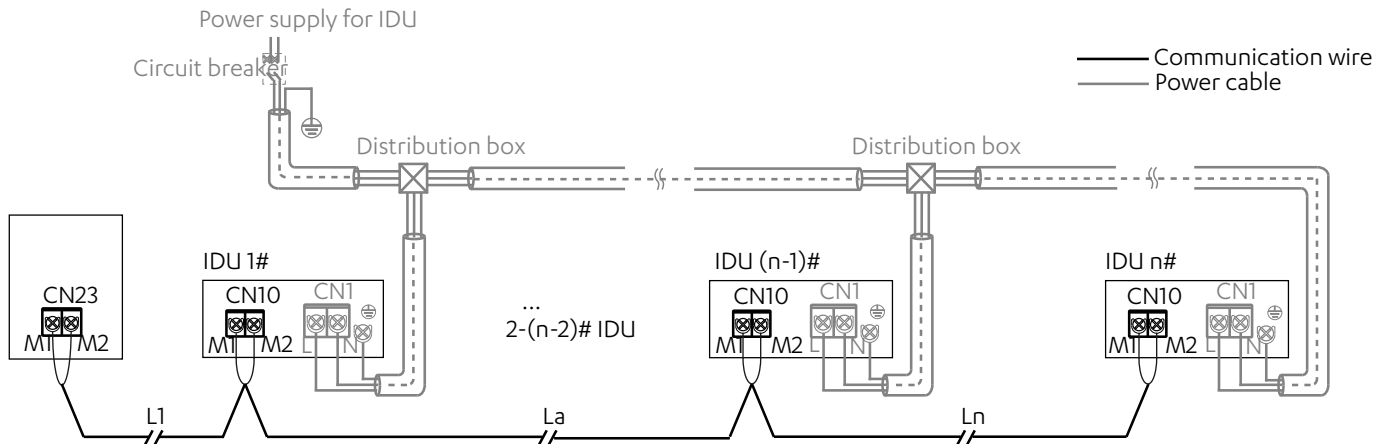 Power supply for IDU
Circuit breaker
Communication wire
Power cable
Distribution box
Distribution box
IDU 1#
IDU (n-1)#
IDU n#
CN23
CN10
CN1
...
2-(n-2)# IDU
CN10
CN1
CN10
CN1
M1 M2
M1 M2
L N
M1 M2
L N
M1 M2
L N
L1
La
Ln